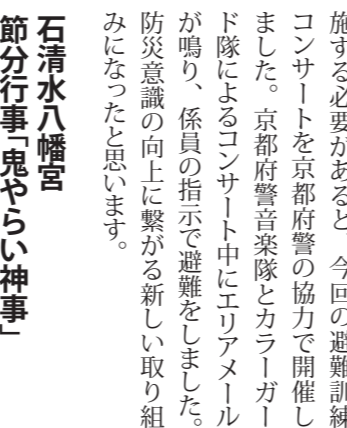 施する必要があると、今回の避難訓練
コンサートを京都府警の協力で開催し
ました。京都府警音楽隊とカラーガー
ド隊によるコンサート中にエリアメール
が鳴り、係員の指示で避難をしました。
防災意識の向上に繋がる新しい取り組
みになったと思います。
石清水八幡宮
節分行事「鬼やらい神事」